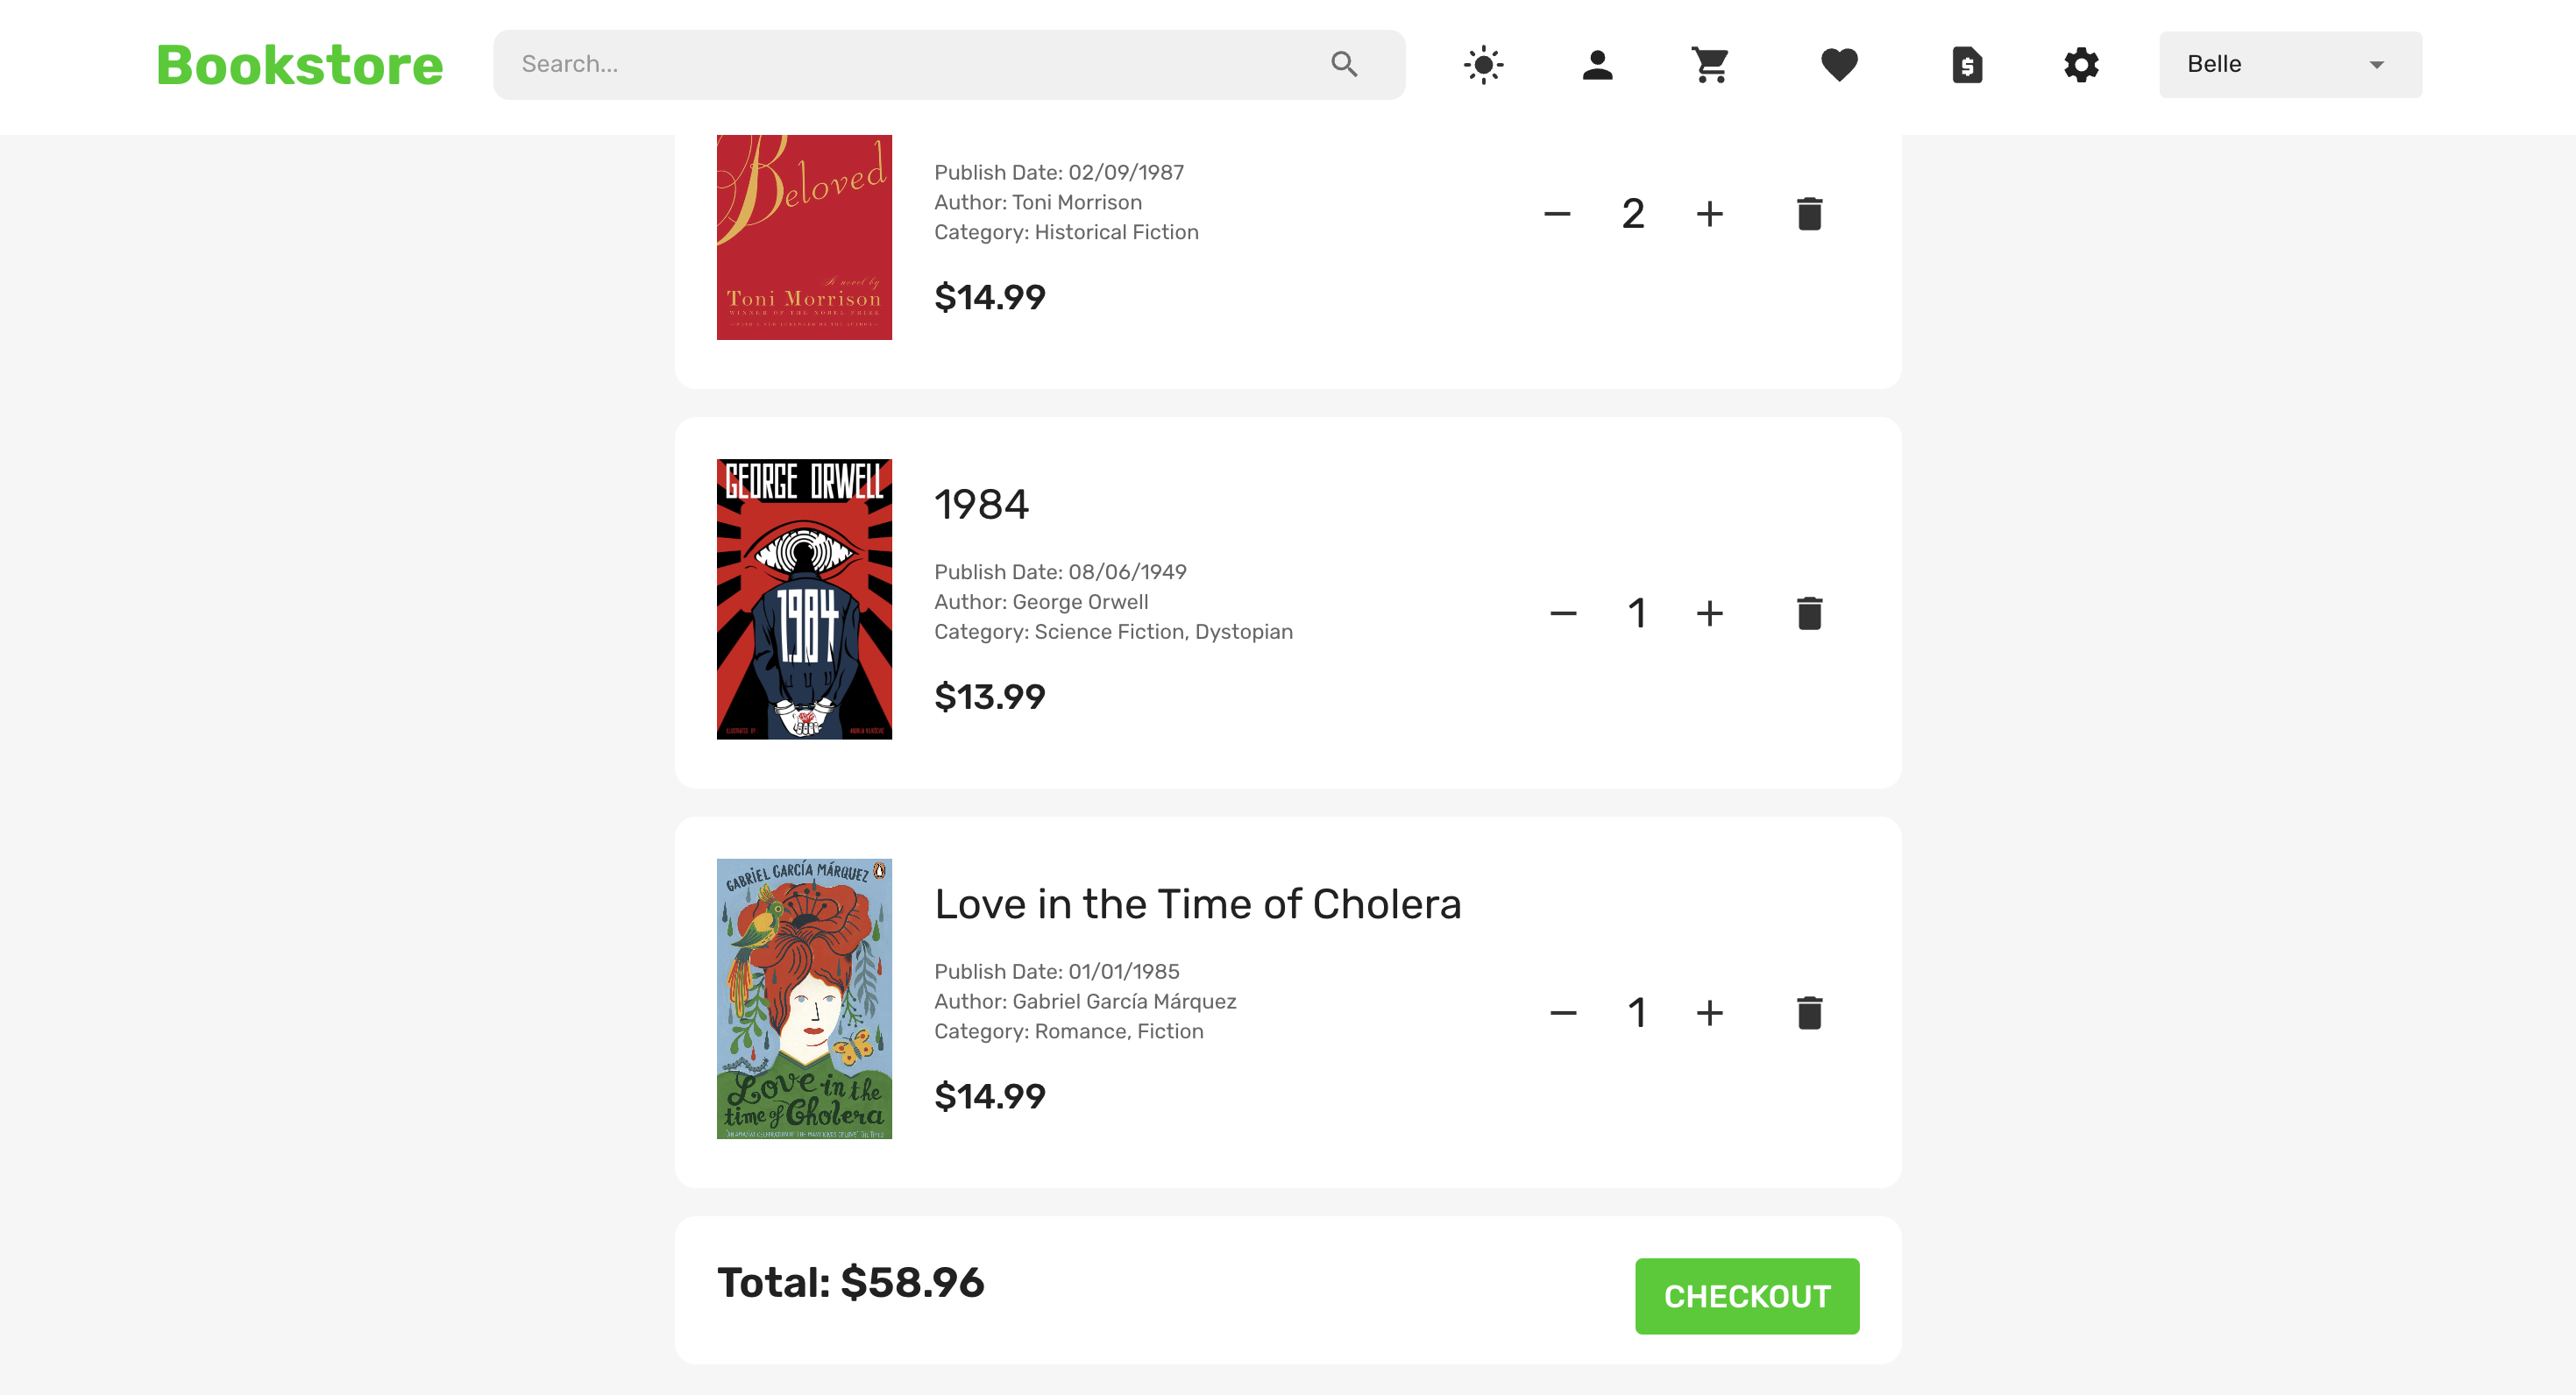 Bookstore
Search...
Belle
Beloved
A novel by
Toni Morrison
WINNER OF THE NOBEL PRIZE
Publish Date: 02/09/1987
Author: Toni Morrison
Category: Historical Fiction
$14.99
2
GEORGE ORWELL
1984
1984
Publish Date: 08/06/1949
Author: George Orwell
Category: Science Fiction, Dystopian
$13.99
1
GABRIEL GARCÍA MÁRQUEZ
Love in the
time of Cholera
Love in the Time of Cholera
Publish Date: 01/01/1985
Author: Gabriel García Márquez
Category: Romance, Fiction
$14.99
1
Total: $58.96
CHECKOUT